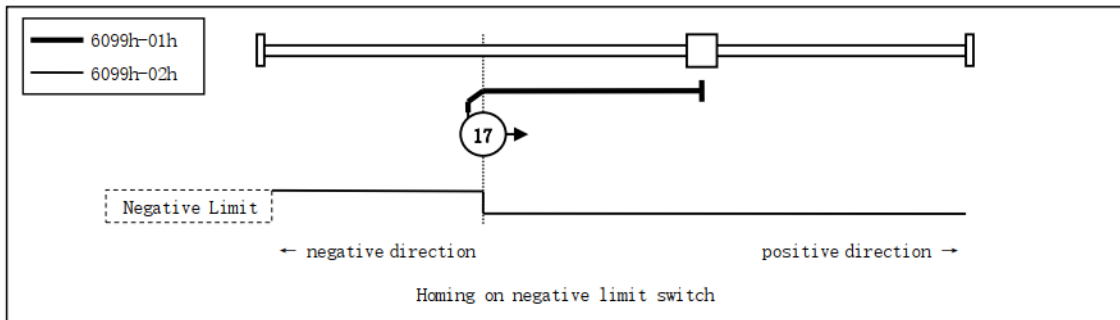 6099h-01h
6099h-02h
17
Negative Limit
← negative direction
positive direction →
Homing on negative limit switch